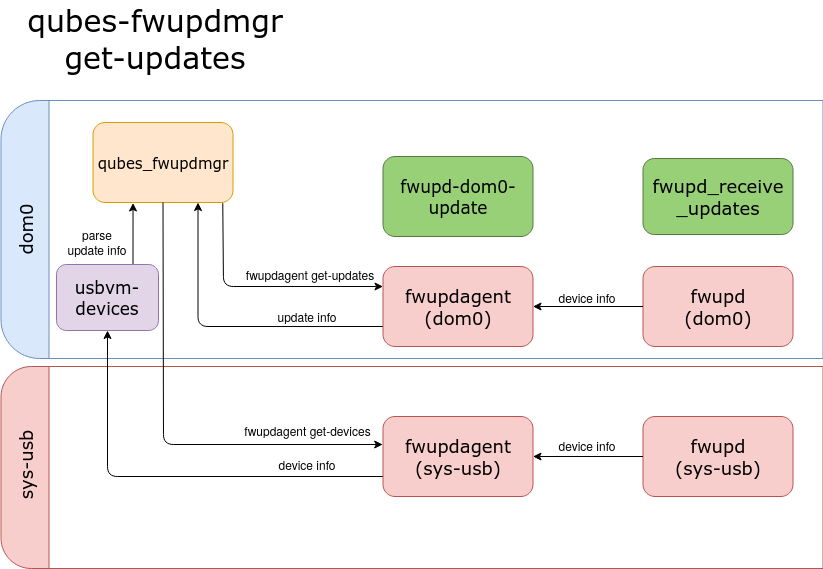 qubes-fwupdmgr
get-updates
dom0
qubes_fwupdmgr
fwupd-dom0-
update
fwupd_receive
_updates
parse
update info
usbvm-
devices
fwupdagent get-updates
update info
fwupdagent
(dom0)
device info
fwupd
(dom0)
sys-usb
fwupdagent get-devices
device info
fwupdagent
(sys-usb)
device info
fwupd
(sys-usb)